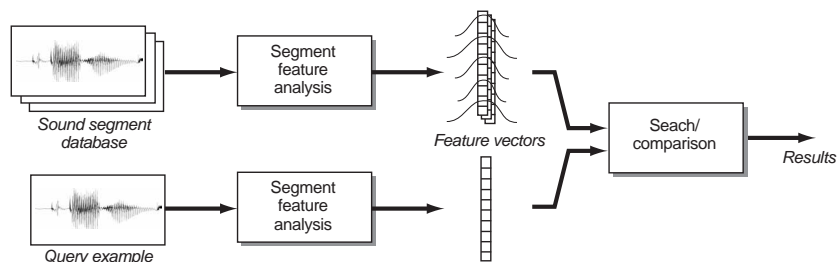 Segment
feature
analysis
Sound segment
database
Feature vectors
Seach/
comparison
Results
Segment
feature
analysis
Query example